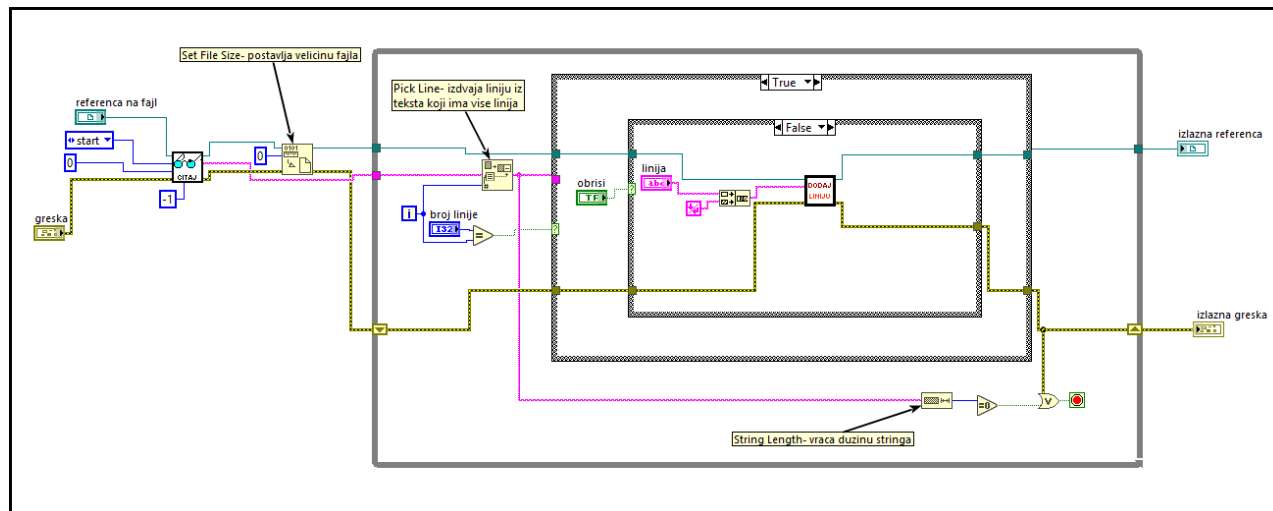 Set File Size- postavlja velicinu fajla
referenca na fajl
start
0
CITAJ
-1
0101
0
greska
Pick Line- izdvaja liniju iz
teksta koji ima vise linija
#
i
broj linije
I32
=
True
?
obrisi
TF
?
False
linija
abc
DODAJ
LINIJU
izlazna referenca
izlazna greska
=0
V
String Length- vraca duzinu stringa